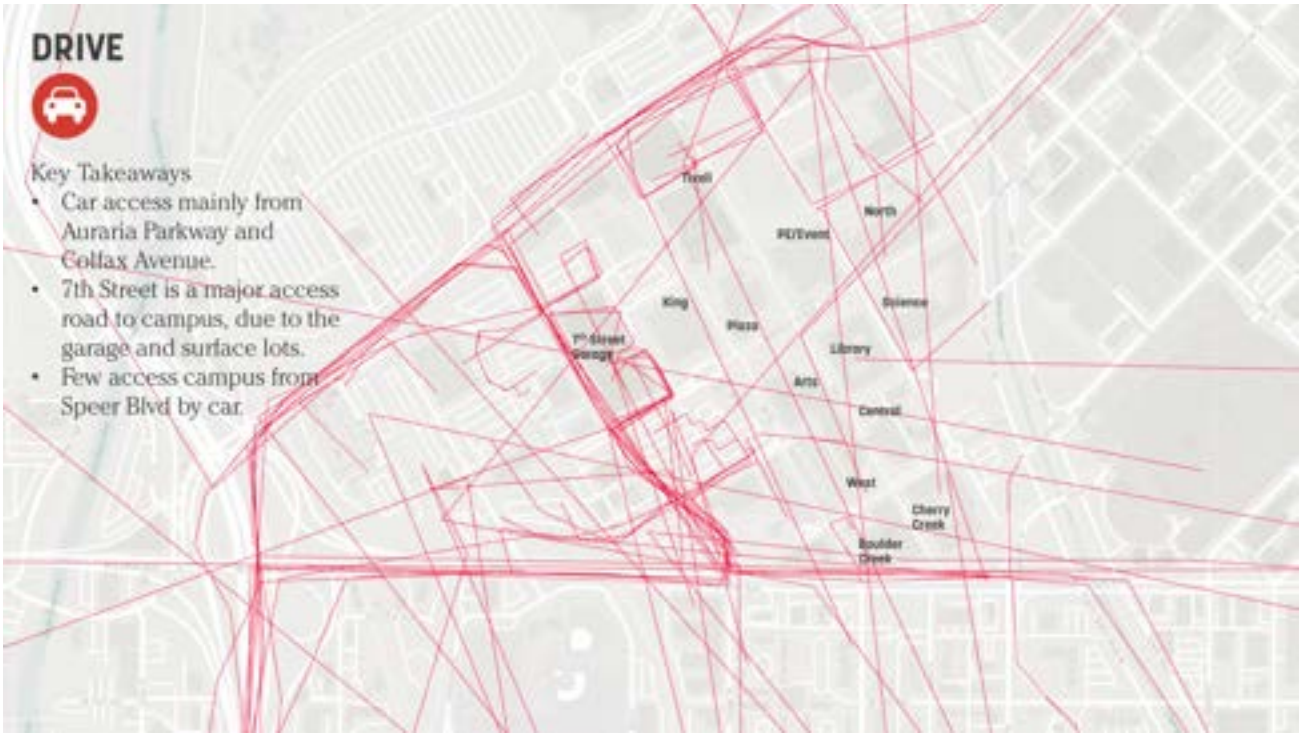 DRIVE
Key Takeaways
• Car access mainly from
Auraria Parkway and
Colfax Avenue.
• 7th Street is a major access
road to campus, due to the
garage and surface lots.
• Few access campus from
Speer Blvd by car.
Tivoli
North
PE/Event
King
Science
Plaza
7th Street
Garage
Library
Arts
Central
West
Cherry
Creek
Boulder
Creek